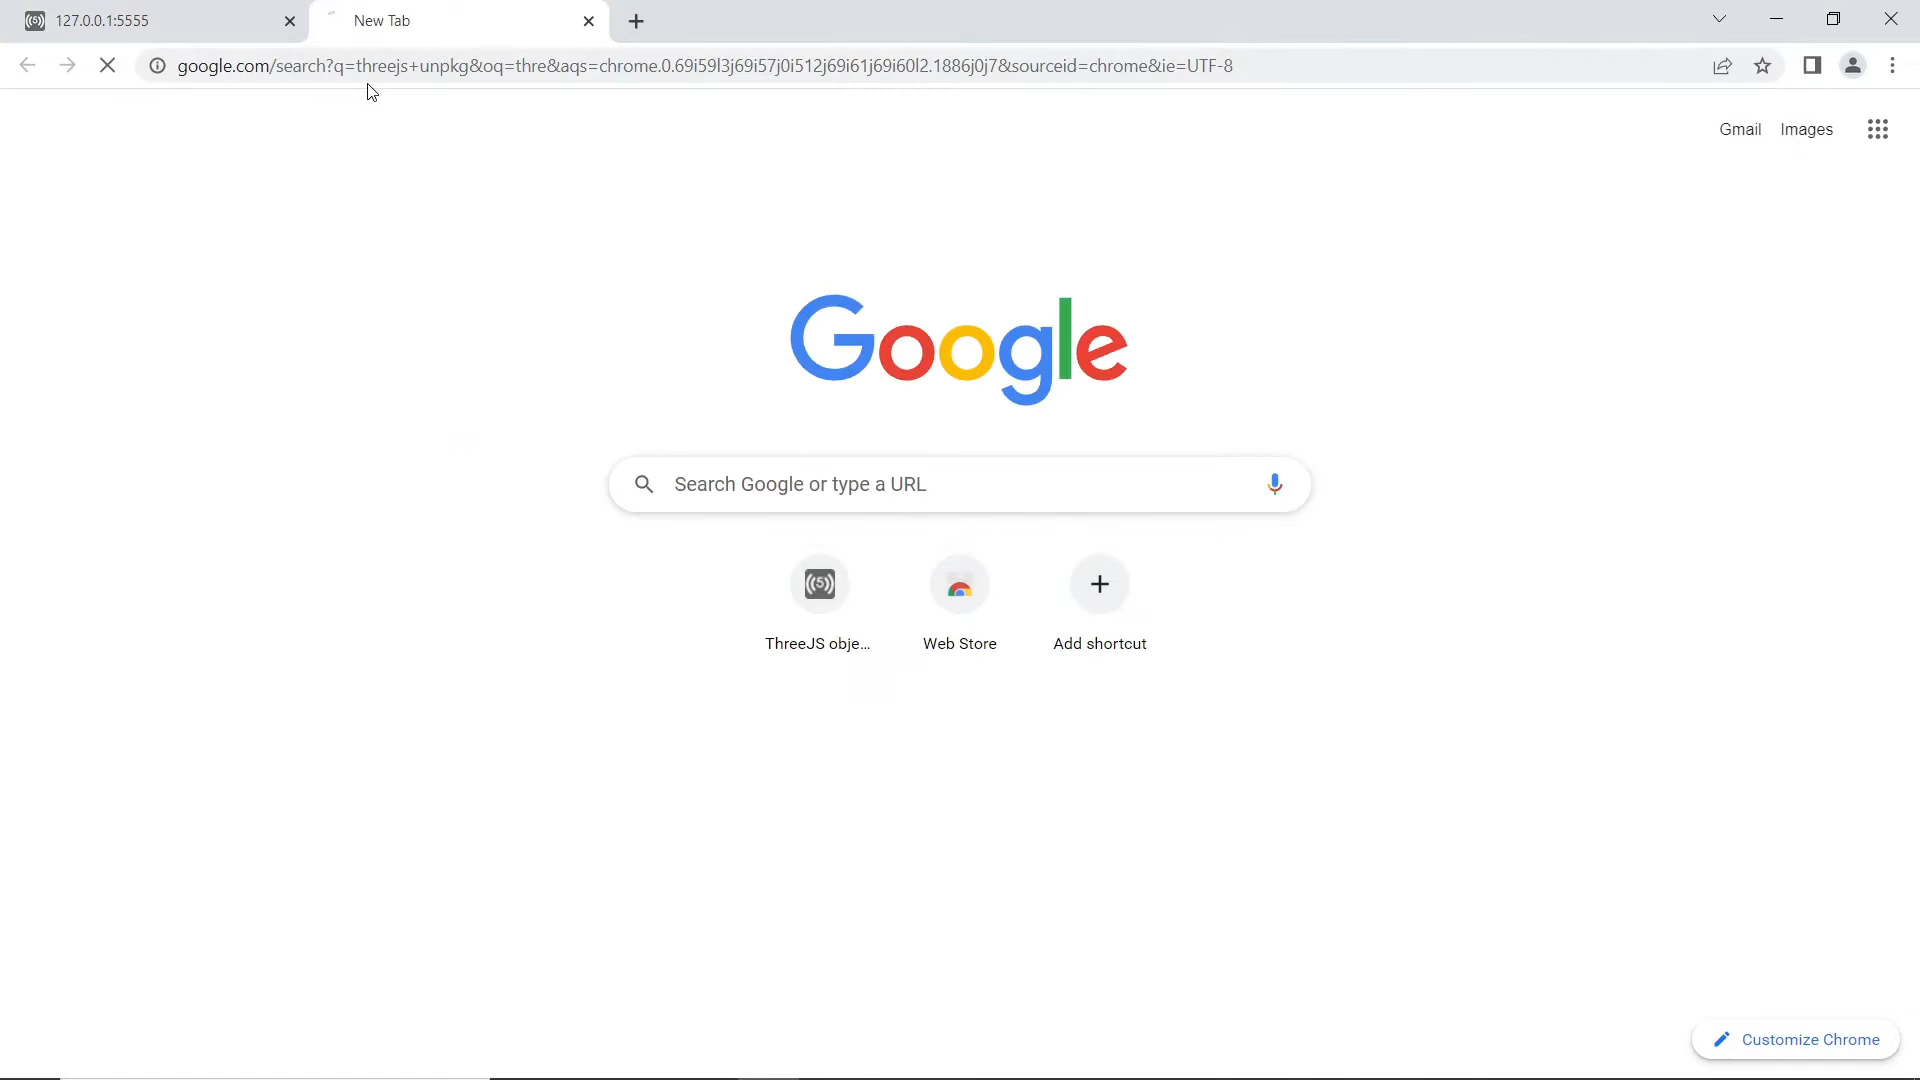 127.0.0.1:5555
New Tab
google.com/search?q=threejs+unpkg&oq=thre&aqs=chrome.0.69i59l3j69i57j0i512j69i61j69i60l2.1886j0j7&sourceid=chrome&ie=UTF-8
Gmail Images
Google
Search Google or type a URL
ThreeJS obje... Web Store Add shortcut
Customize Chrome